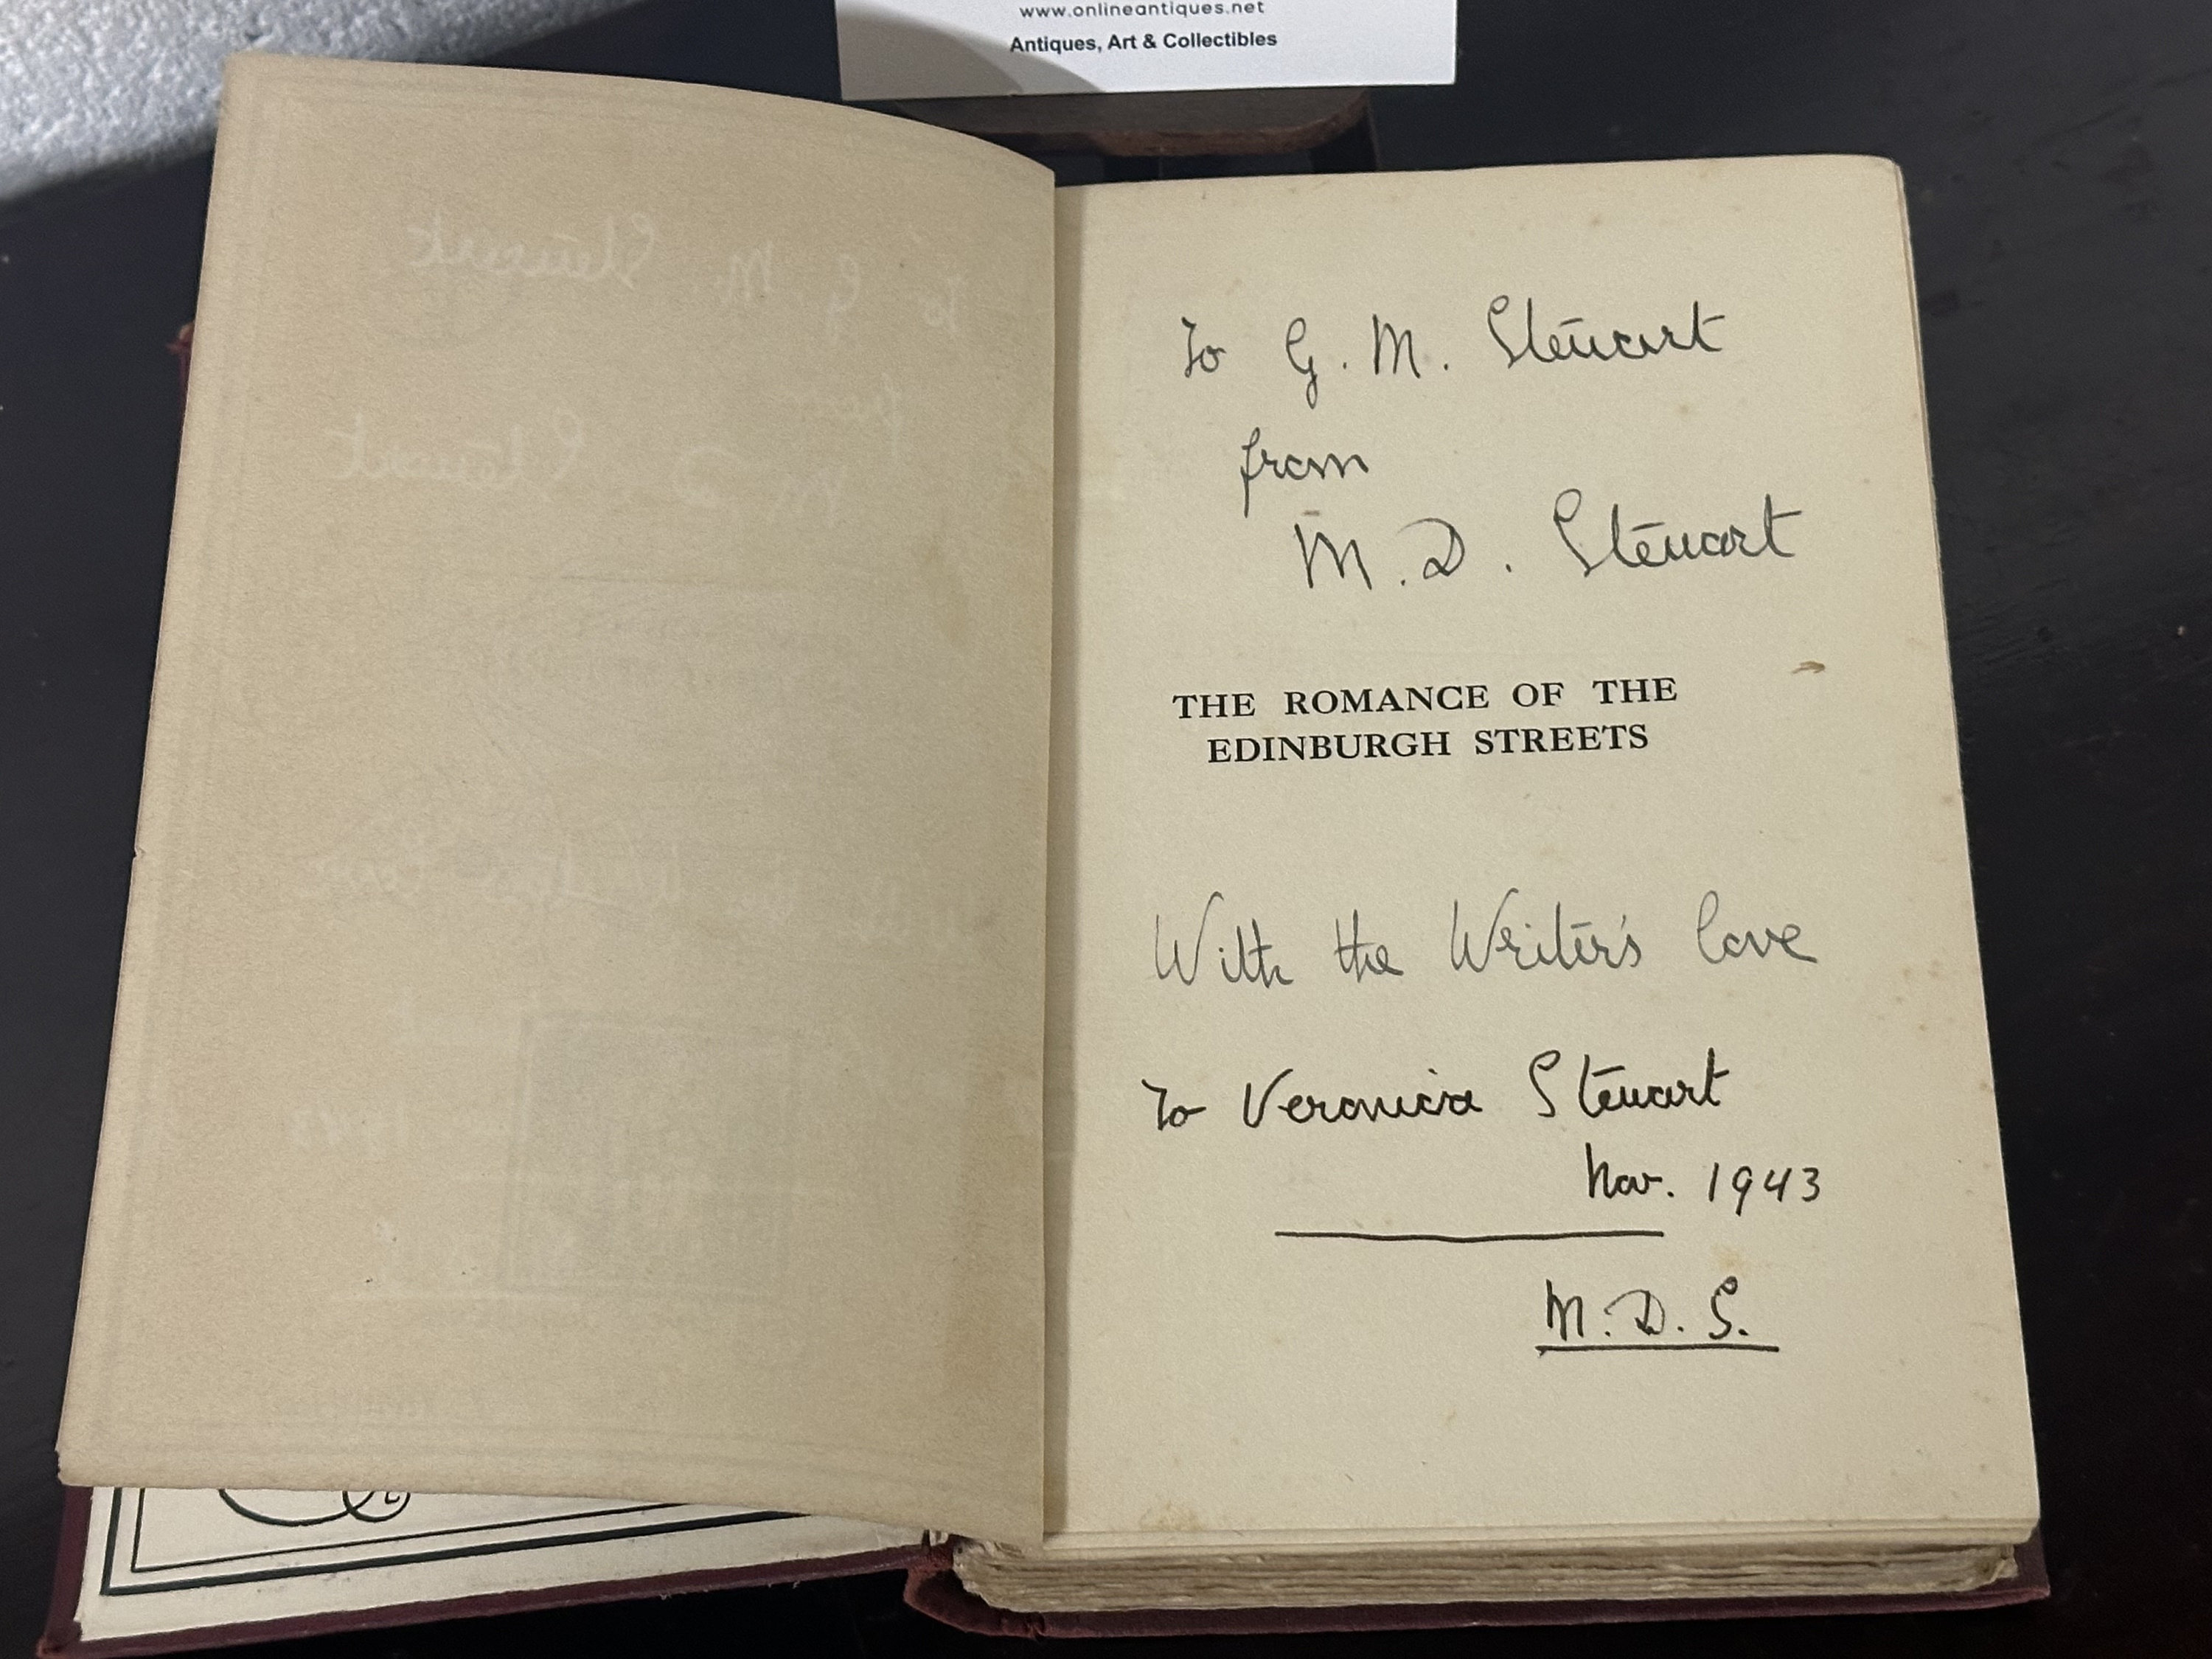 www.onlineantiques.net
Antiques, Art & Collectibles
To G. M. Steuart
from
M. D. Steuart
THE ROMANCE OF THE
EDINBURGH STREETS
With the Writer's love
To Veronica Steuart
Nov. 1943
M. D. S.